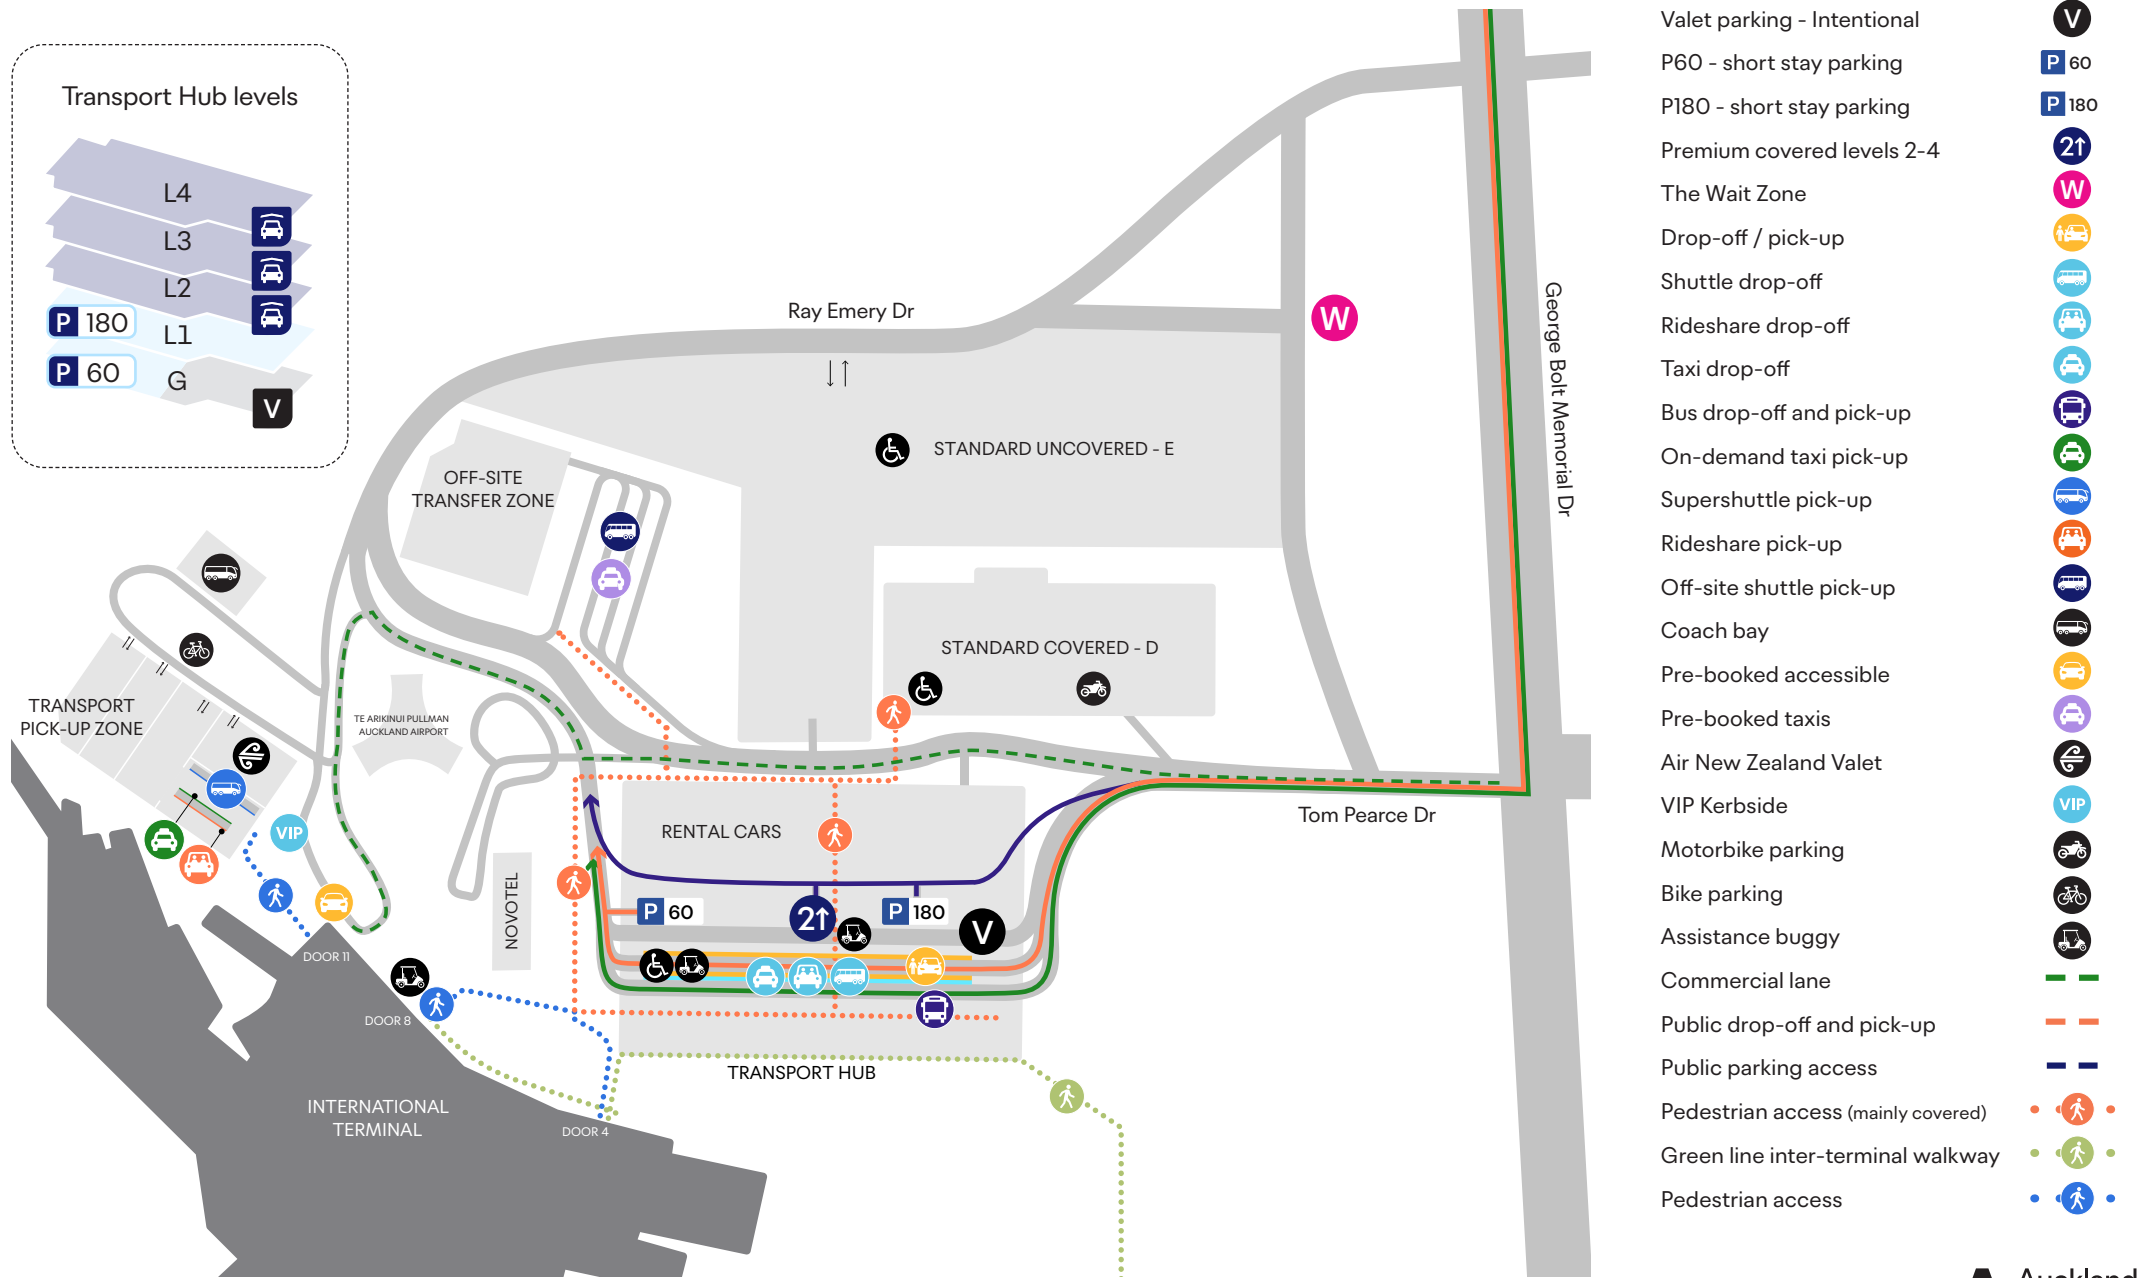 Transport Hub levels
L4
L3
L2
P 180
L1
P 60
G
V
Ray Emery Dr
W
George Bolt Memorial Dr
STANDARD UNCOVERED - E
OFF-SITE
TRANSFER ZONE
STANDARD COVERED - D
TRANSPORT
PICK-UP ZONE
TE ARIKINUI PULLMAN
AUCKLAND AIRPORT
VIP
RENTAL CARS
Tom Pearce Dr
NOVOTEL
P 60
2↑
P 180
V
DOOR 11
DOOR 8
TRANSPORT HUB
INTERNATIONAL
TERMINAL
DOOR 4
Valet parking - Intentional V
P60 - short stay parking P 60
P180 - short stay parking P 180
Premium covered levels 2-4 2↑
The Wait Zone W
Drop-off / pick-up
Shuttle drop-off
Rideshare drop-off
Taxi drop-off
Bus drop-off and pick-up
On-demand taxi pick-up
Supershuttle pick-up
Rideshare pick-up
Off-site shuttle pick-up
Coach bay
Pre-booked accessible
Pre-booked taxis
Air New Zealand Valet
VIP Kerbside VIP
Motorbike parking
Bike parking
Assistance buggy
Commercial lane
Public drop-off and pick-up
Public parking access
Pedestrian access (mainly covered)
Green line inter-terminal walkway
Pedestrian access
Auckland